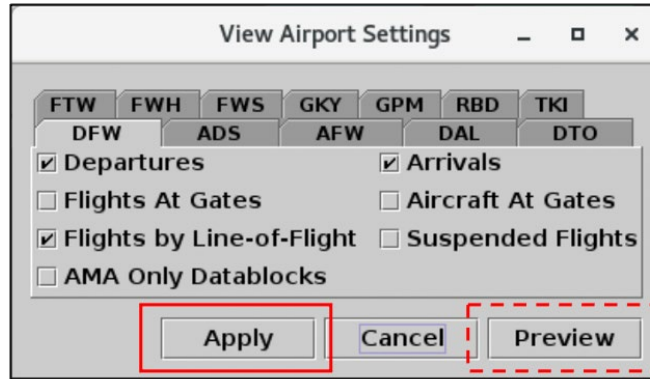 View Airport Settings
FTW FWH FWS GKY GPM RBD TKI
DFW ADS AFW DAL DTO
Departures Arrivals
Flights At Gates Aircraft At Gates
Flights by Line-of-Flight Suspended Flights
AMA Only Datablocks
Apply Cancel Preview